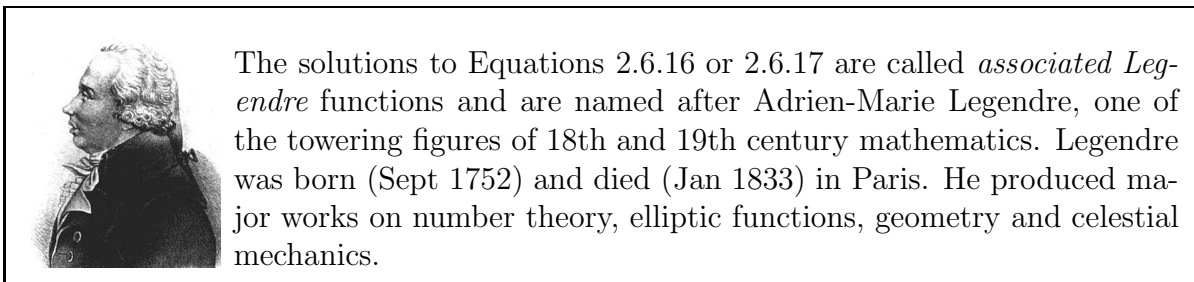 The solutions to Equations 2.6.16 or 2.6.17 are called associated Leg-
endre functions and are named after Adrien-Marie Legendre, one of
the towering figures of 18th and 19th century mathematics. Legendre
was born (Sept 1752) and died (Jan 1833) in Paris. He produced ma-
jor works on number theory, elliptic functions, geometry and celestial
mechanics.